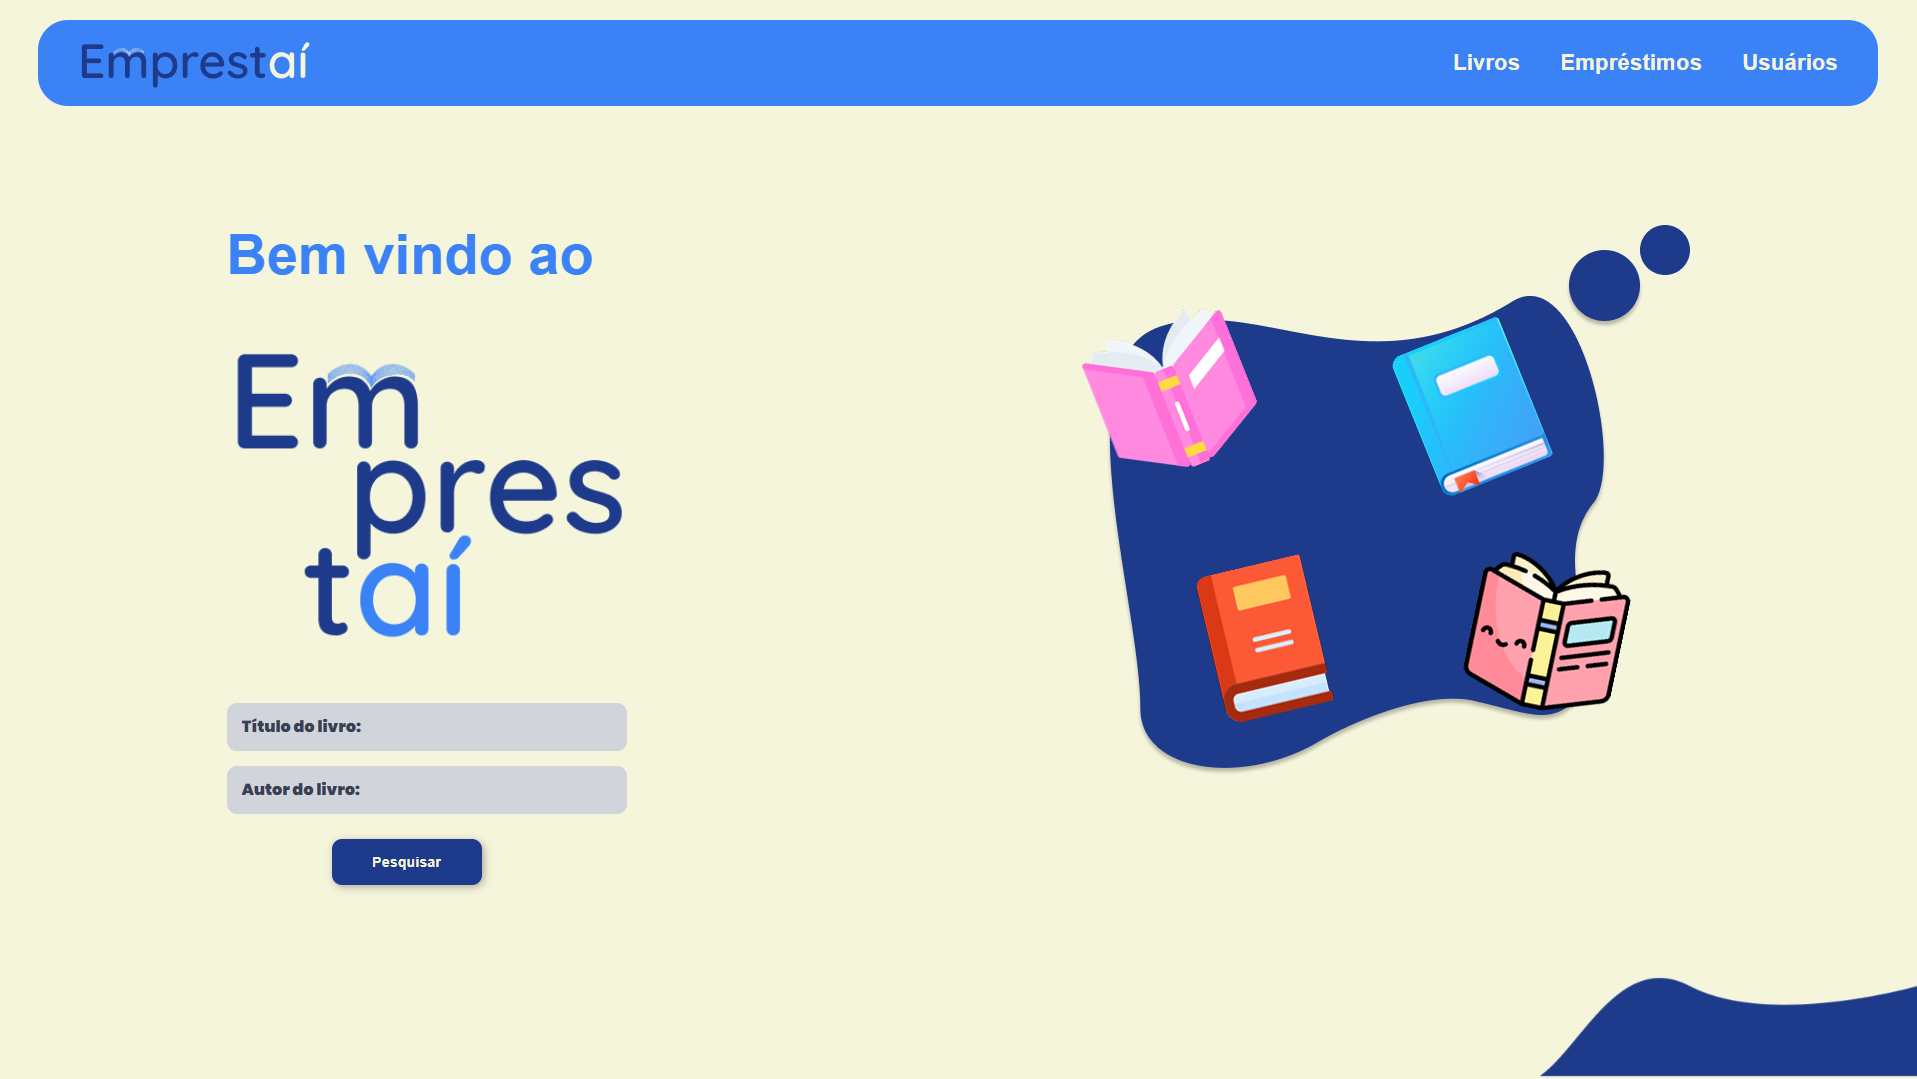 Emprestaí
Livros Empréstimos Usuários
Bem vindo ao
Em
pres
taí
Título do livro:
Autor do livro:
Pesquisar